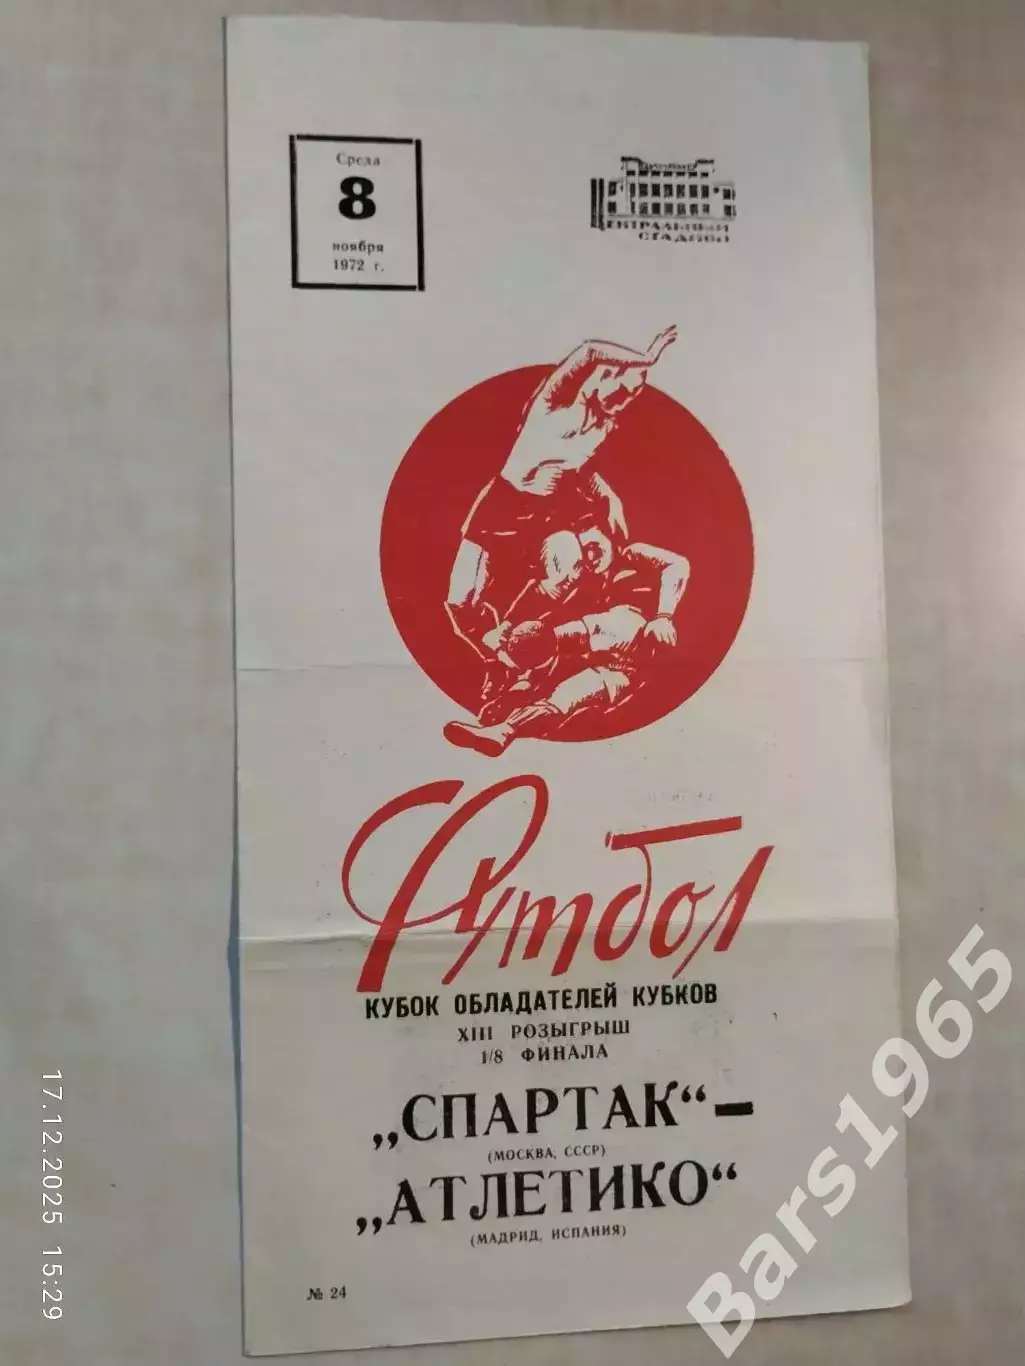 Среда
8
ноября
1972 г.
ЦЕНТРАЛЬНЫЙ
СТАДИОН
Футбол
КУБОК ОБЛАДАТЕЛЕЙ КУБКОВ
XIII РОЗЫГРЫШ
1/8 ФИНАЛА
„СПАРТАК“ –
(МОСКВА, СССР)
„АТЛЕТИКО“
(МАДРИД, ИСПАНИЯ)
№ 24
17.12.2025 15:29
Bars1965